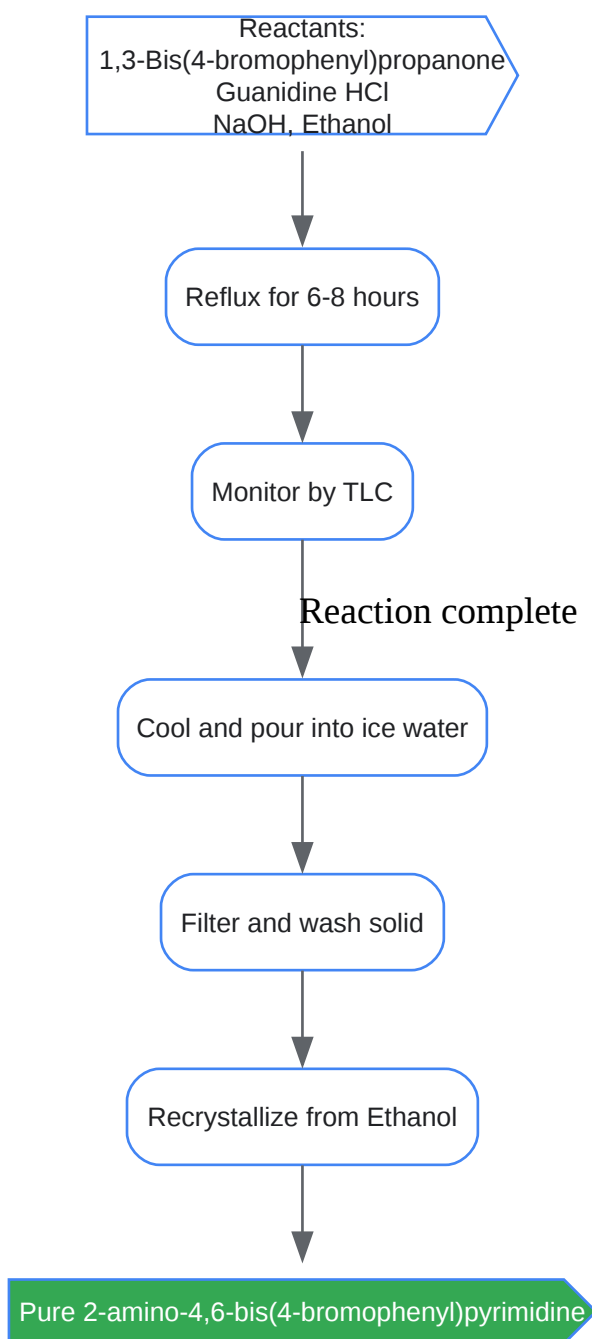 Reactants:
1,3-Bis(4-bromophenyl)propanone
Guanidine HCl
NaOH, Ethanol
Reflux for 6-8 hours
Monitor by TLC
Reaction complete
Cool and pour into ice water
Filter and wash solid
Recrystallize from Ethanol
Pure 2-amino-4,6-bis(4-bromophenyl)pyrimidine